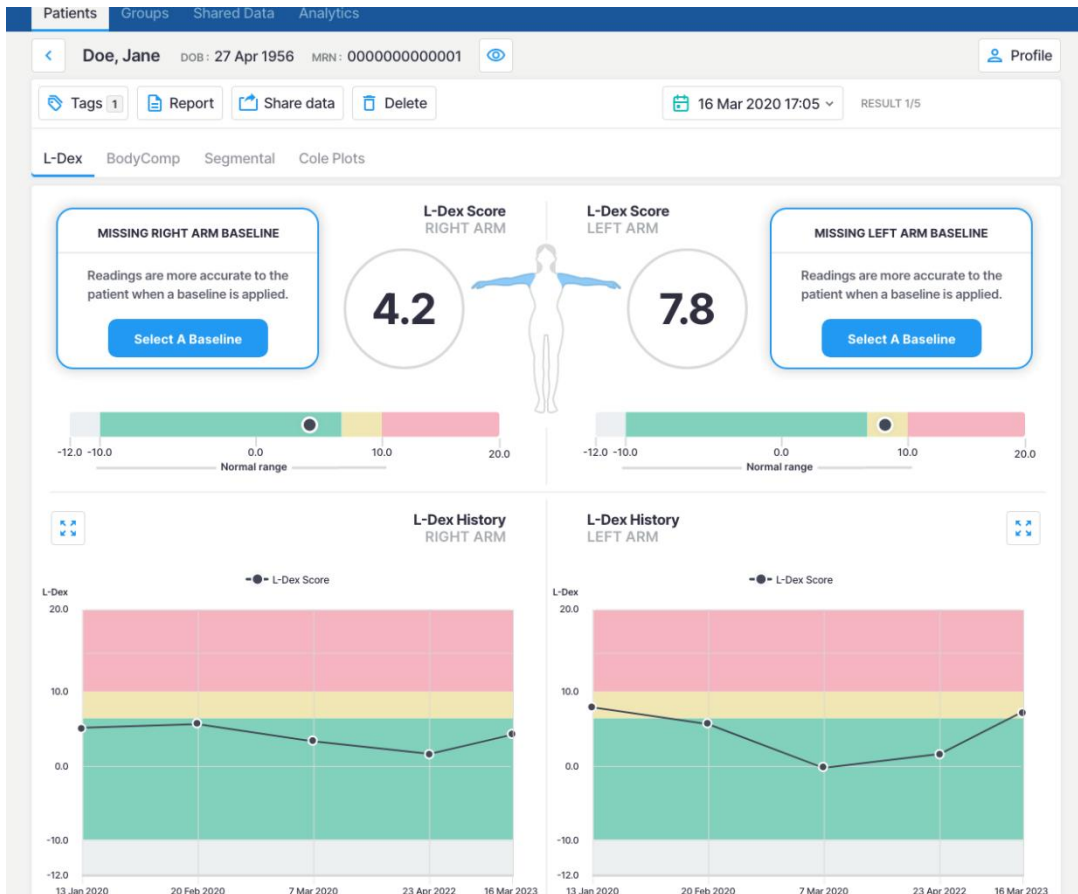 Patients Groups Shared Data Analytics
Doe, Jane DOB: 27 Apr 1956 MRN: 0000000000001 Profile
Tags 1 Report Share data Delete 16 Mar 2020 17:05 RESULT 1/5
L-Dex BodyComp Segmental Cole Plots
MISSING RIGHT ARM BASELINE
Readings are more accurate to the
patient when a baseline is applied.
Select A Baseline
L-Dex Score
RIGHT ARM
4.2
L-Dex Score
LEFT ARM
7.8
MISSING LEFT ARM BASELINE
Readings are more accurate to the
patient when a baseline is applied.
Select A Baseline
-12.0 -10.0 0.0 10.0 20.0
Normal range
-12.0 -10.0 0.0 10.0 20.0
Normal range
L-Dex History
RIGHT ARM
L-Dex Score
L-Dex
20.0
10.0
0.0
-10.0
-12.0
13 Jan 2020 20 Feb 2020 7 Mar 2020 23 Apr 2022 16 Mar 2023
L-Dex History
LEFT ARM
L-Dex Score
L-Dex
20.0
10.0
0.0
-10.0
-12.0
13 Jan 2020 20 Feb 2020 7 Mar 2020 23 Apr 2022 16 Mar 2023